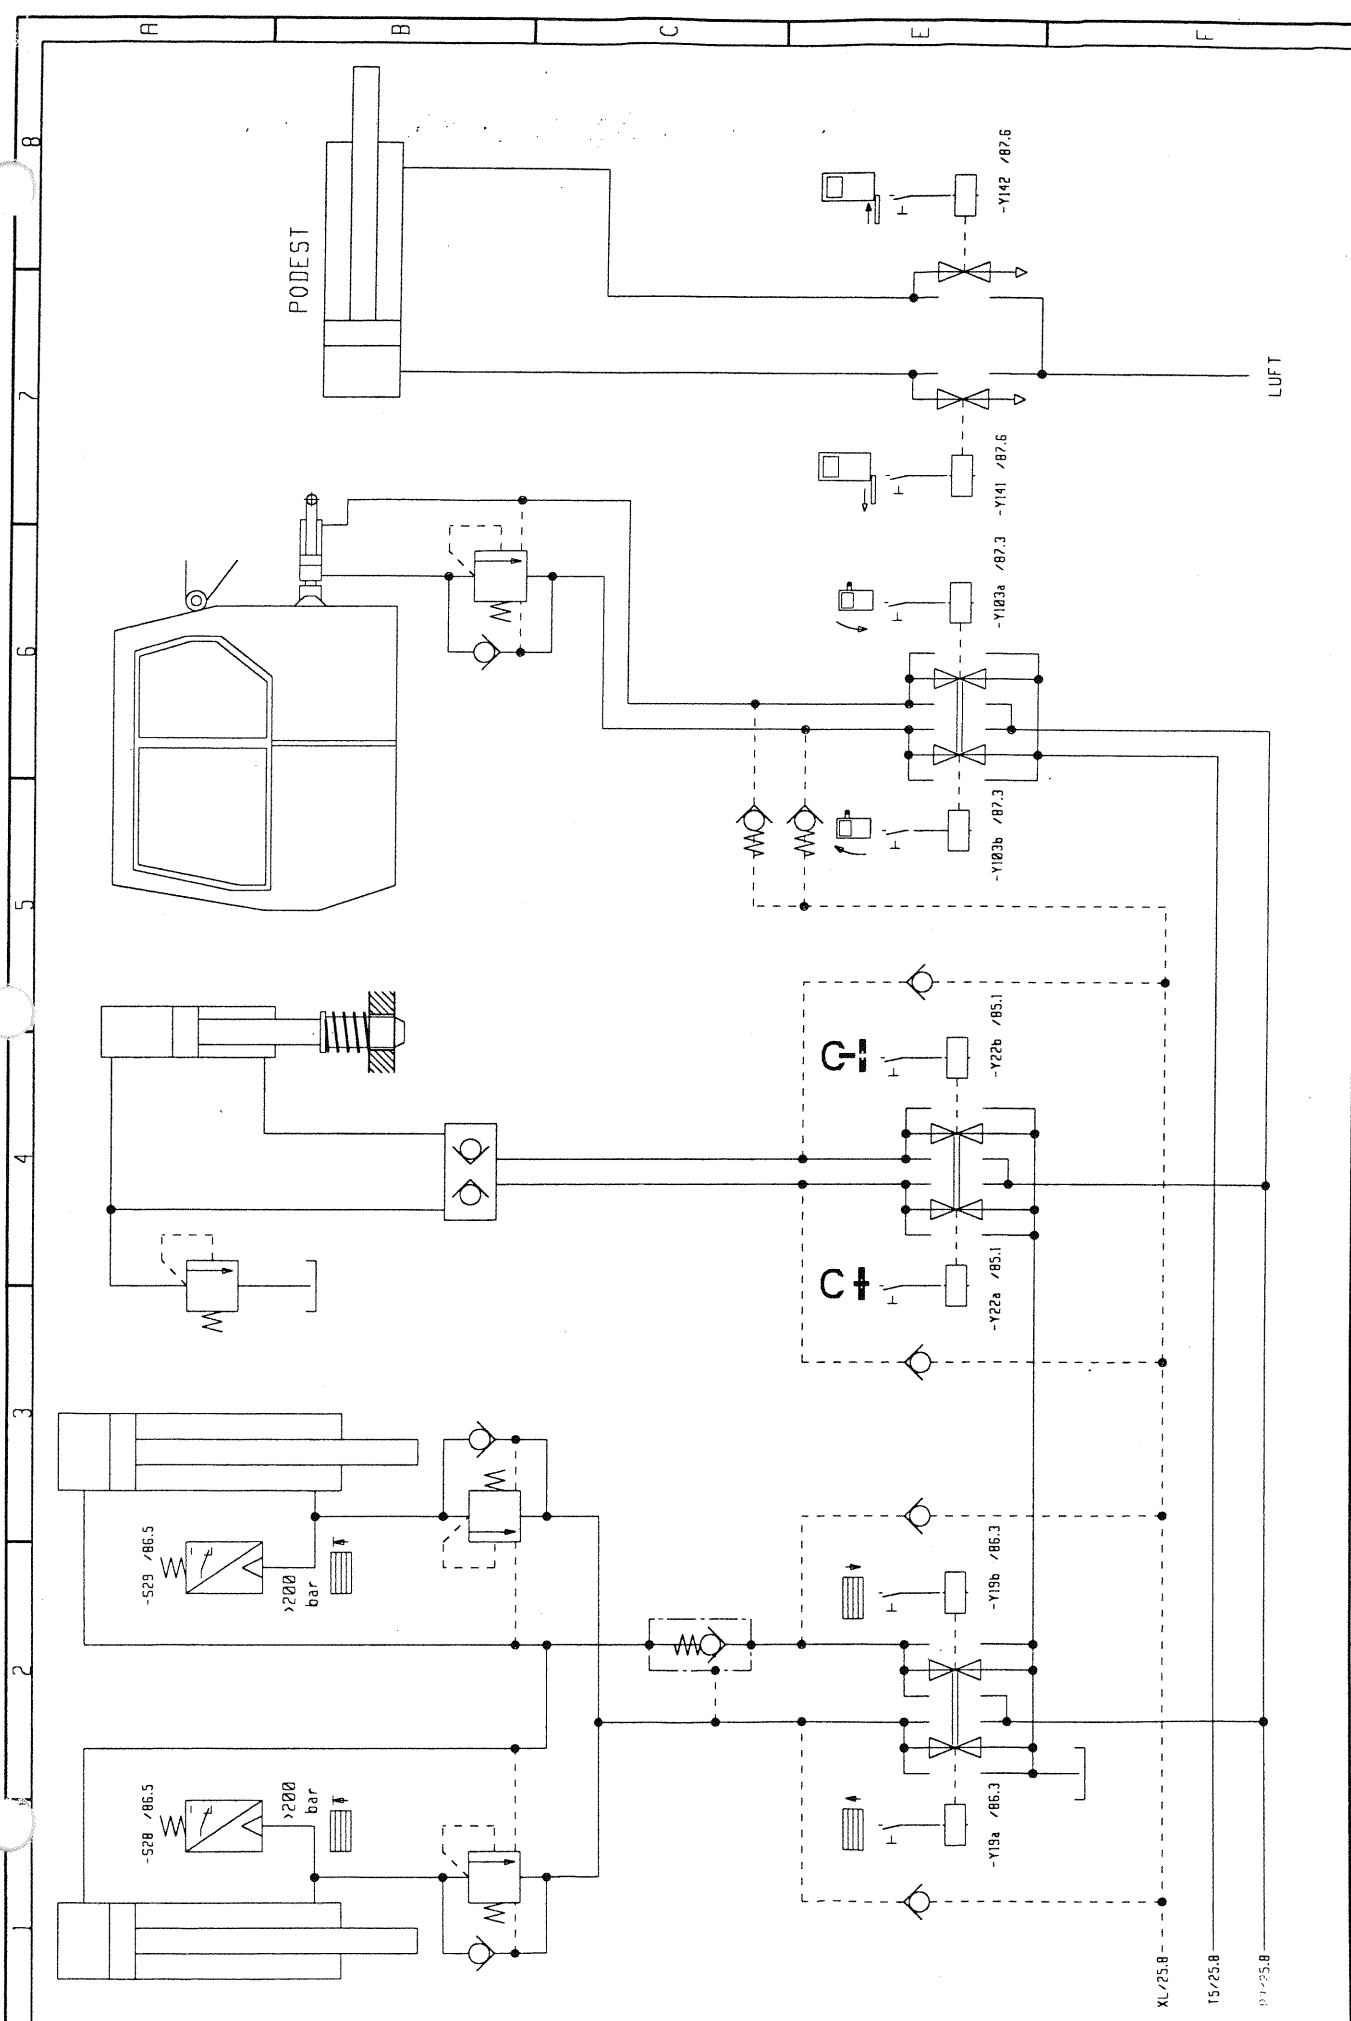 A
B
C
E
F
8
7
6
5
4
3
2
1
PODEST
-Y142 /87.6
LUFT
-Y141 /87.6
-Y103a /87.3
-Y103b /87.3
-Y22b /85.1
-Y22a /85.1
-S29 /86.5
>200
bar
-Y19b /86.3
-S28 /86.5
>200
bar
-Y19a /86.3
XL/25.8
T5/25.8